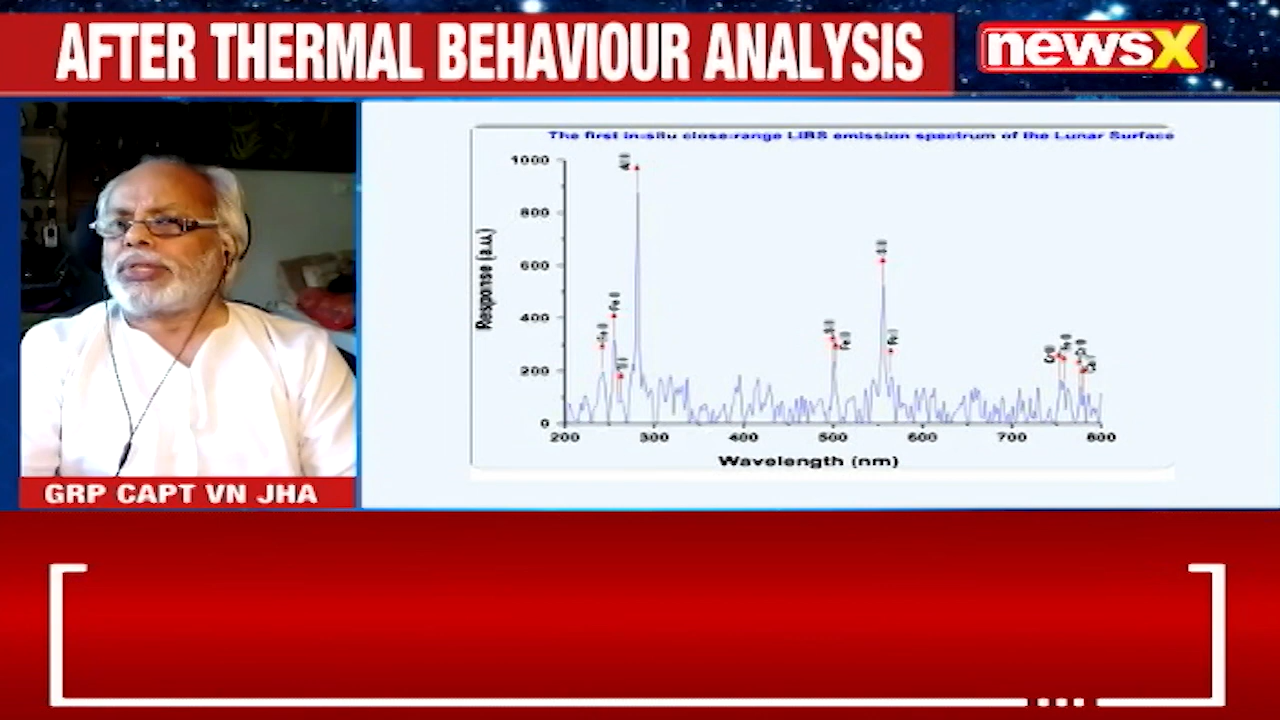 AFTER THERMAL BEHAVIOUR ANALYSIS
newsX
The first in-situ close-range LIBS emission spectrum of the Lunar Surface
1000
800
600
400
200
0
Response (a.u.)
200 300 400 500 600 700 800
Wavelength (nm)
GRP CAPT VN JHA